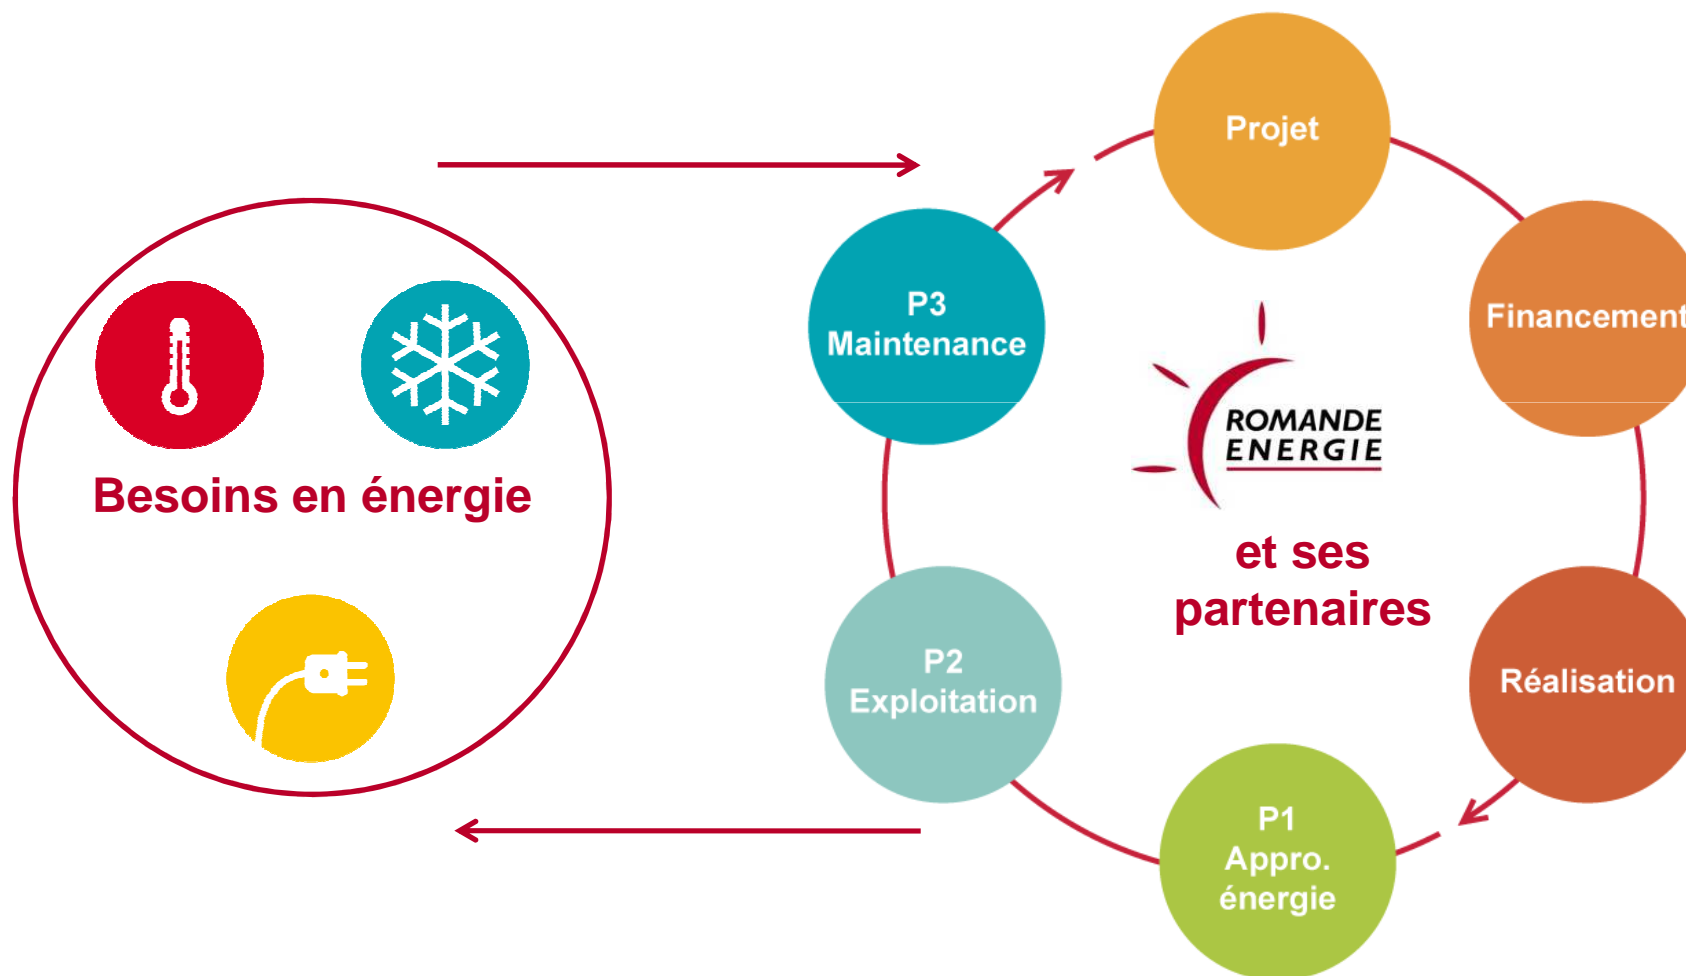 Besoins en énergie
Projet
Financement
Réalisation
P1
Appro.
énergie
P2
Exploitation
P3
Maintenance
ROMANDE
ENERGIE
et ses
partenaires